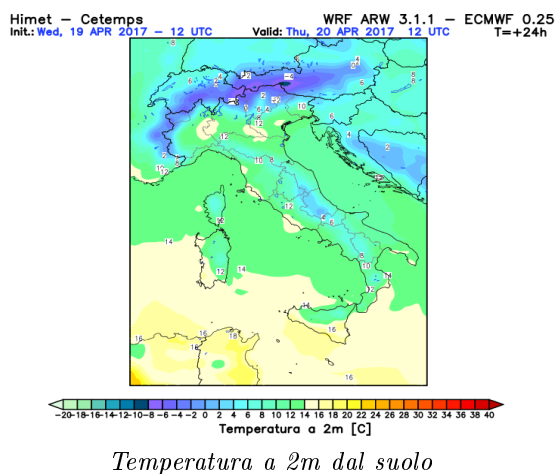 Himet – Cetemps WRF ARW 3.1.1 – ECMWF 0.25
Init.: Wed, 19 APR 2017 – 12 UTC Valid: Thu, 20 APR 2017 12 UTC T=+24h
-20 -18 -16 -14 -12 -10 -8 -6 -4 -2 0 2 4 6 8 10 12 14 16 18 20 22 24 26 28 30 32 34 36 38 40
Temperatura a 2m [C]
Temperatura a 2m dal suolo